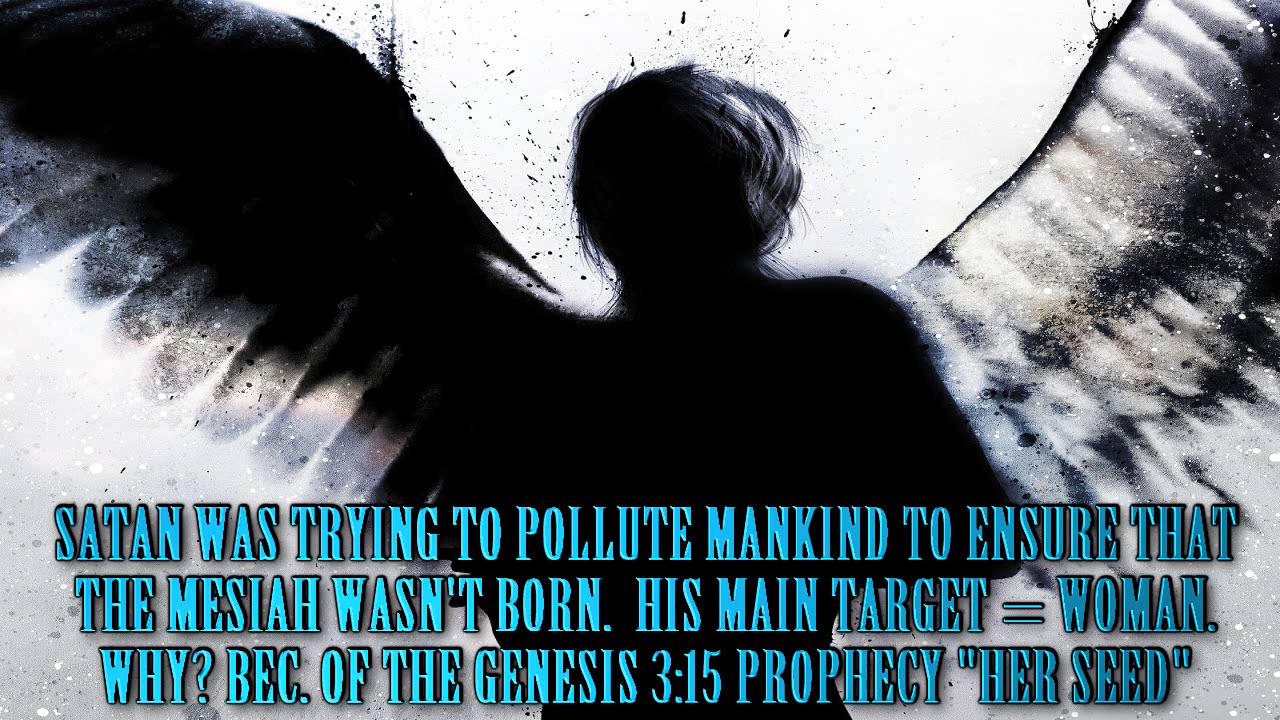 SATAN WAS TRYING TO POLLUTE MANKIND TO ENSURE THAT
THE MESIAH WASN'T BORN. HIS MAIN TARGET = WOMAN.
WHY? BEC. OF THE GENESIS 3:15 PROPHECY "HER SEED"